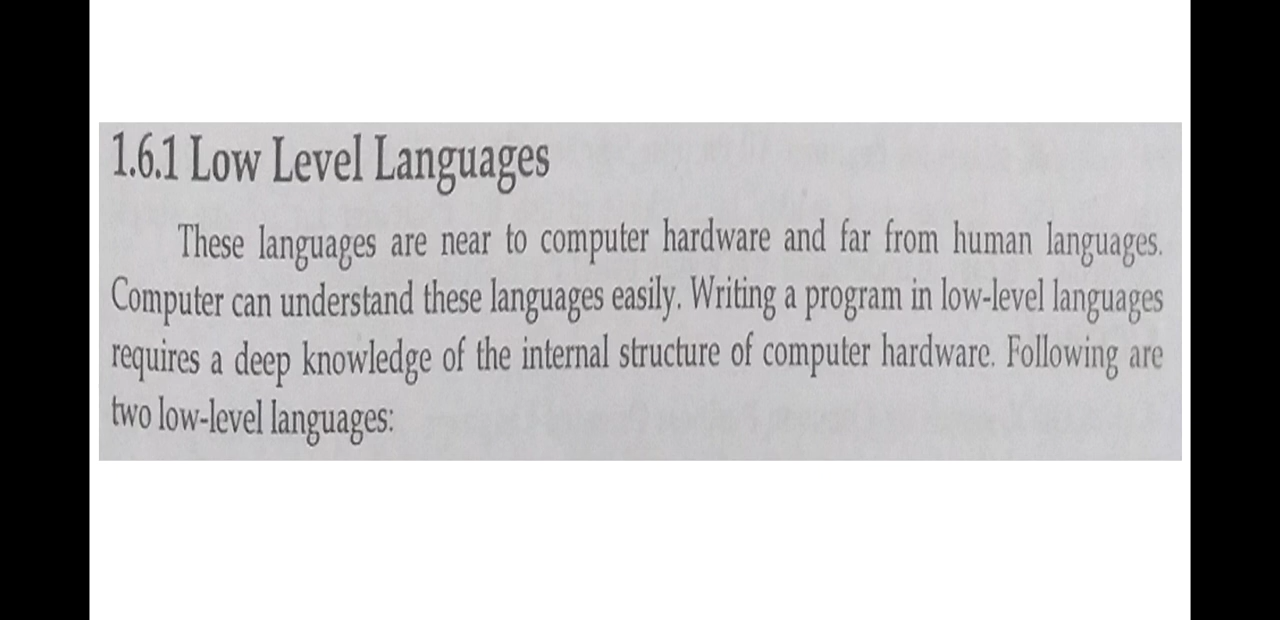 1.6.1 Low Level Languages
These languages are near to computer hardware and far from human languages.
Computer can understand these languages easily. Writing a program in low-level languages
requires a deep knowledge of the internal structure of computer hardware. Following are
two low-level languages: